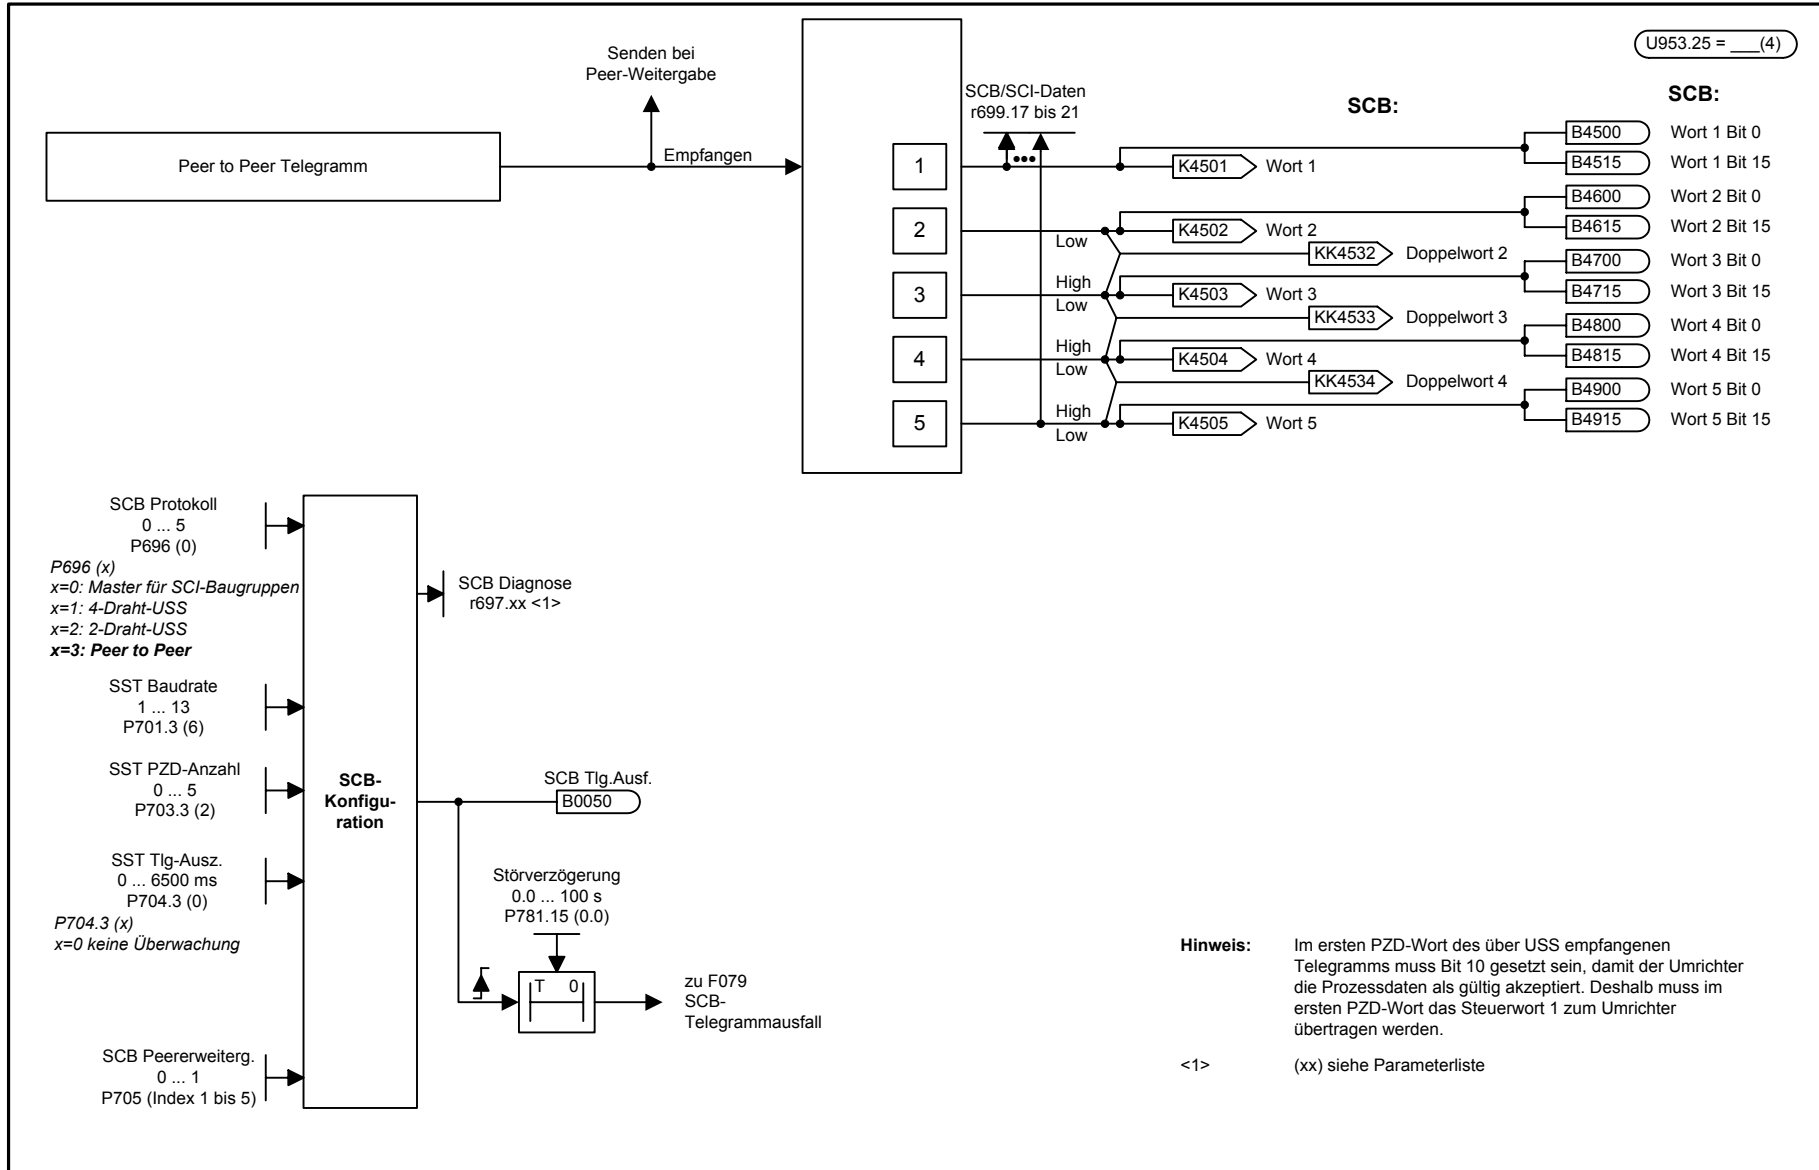 U953.25 = ___(4)
Senden bei
Peer-Weitergabe
SCB/SCI-Daten
r699.17 bis 21
SCB:
SCB:
Peer to Peer Telegramm
Empfangen
1
K4501 Wort 1
B4500 Wort 1 Bit 0
B4515 Wort 1 Bit 15
2
Low
K4502 Wort 2
B4600 Wort 2 Bit 0
B4615 Wort 2 Bit 15
KK4532 Doppelwort 2
3
High
Low
K4503 Wort 3
B4700 Wort 3 Bit 0
B4715 Wort 3 Bit 15
KK4533 Doppelwort 3
4
High
Low
K4504 Wort 4
B4800 Wort 4 Bit 0
B4815 Wort 4 Bit 15
KK4534 Doppelwort 4
5
High
Low
K4505 Wort 5
B4900 Wort 5 Bit 0
B4915 Wort 5 Bit 15
SCB Protokoll
0 ... 5
P696 (0)
P696 (x)
x=0: Master für SCI-Baugruppen
x=1: 4-Draht-USS
x=2: 2-Draht-USS
x=3: Peer to Peer
SCB Diagnose
r697.xx <1>
SST Baudrate
1 ... 13
P701.3 (6)
SST PZD-Anzahl
0 ... 5
P703.3 (2)
SCB-
Konfigu-
ration
SCB Tlg.Ausf.
B0050
SST Tlg-Ausz.
0 ... 6500 ms
P704.3 (0)
P704.3 (x)
x=0 keine Überwachung
Störverzögerung
0.0 ... 100 s
P781.15 (0.0)
T 0
zu F079
SCB-
Telegrammausfall
SCB Peererweiterg.
0 ... 1
P705 (Index 1 bis 5)
Hinweis: Im ersten PZD-Wort des über USS empfangenen
Telegramms muss Bit 10 gesetzt sein, damit der Umrichter
die Prozessdaten als gültig akzeptiert. Deshalb muss im
ersten PZD-Wort das Steuerwort 1 zum Umrichter
übertragen werden.
<1> (xx) siehe Parameterliste